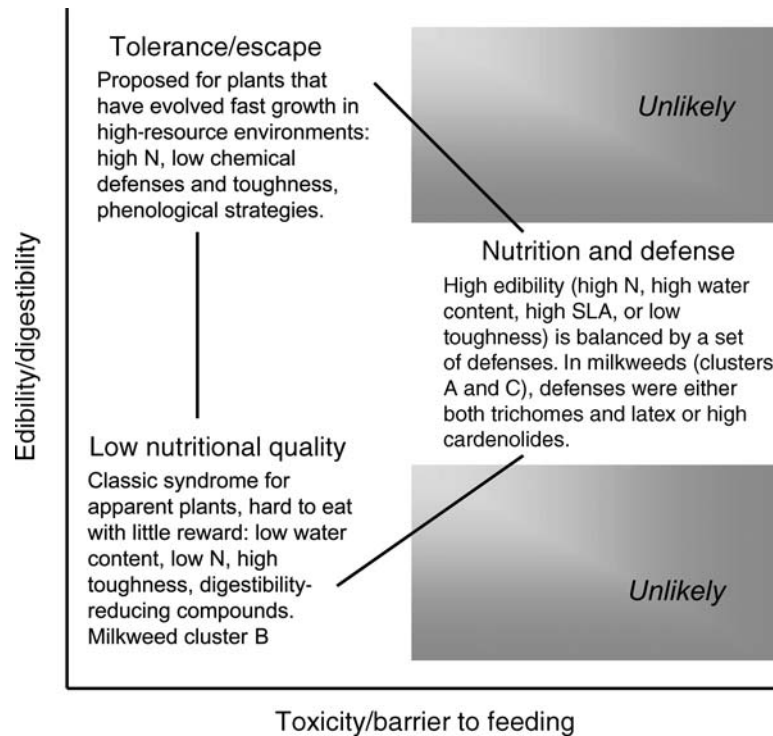 Tolerance/escape
Proposed for plants that
have evolved fast growth in
high-resource environments:
high N, low chemical
defenses and toughness,
phenological strategies.
Unlikely
Nutrition and defense
High edibility (high N, high water
content, high SLA, or low
toughness) is balanced by a set
of defenses. In milkweeds (clusters
A and C), defenses were either
both trichomes and latex or high
cardenolides.
Low nutritional quality
Classic syndrome for
apparent plants, hard to eat
with little reward: low water
content, low N, high
toughness, digestibility-
reducing compounds.
Milkweed cluster B
Unlikely
Edibility/digestibility
Toxicity/barrier to feeding